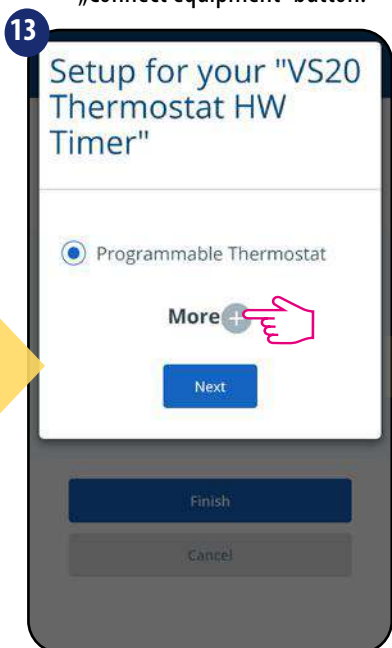 „connect equipment“ button.
13
Setup for your "VS20
Thermostat HW
Timer"
Programmable Thermostat
More
Next
Finish
Cancel